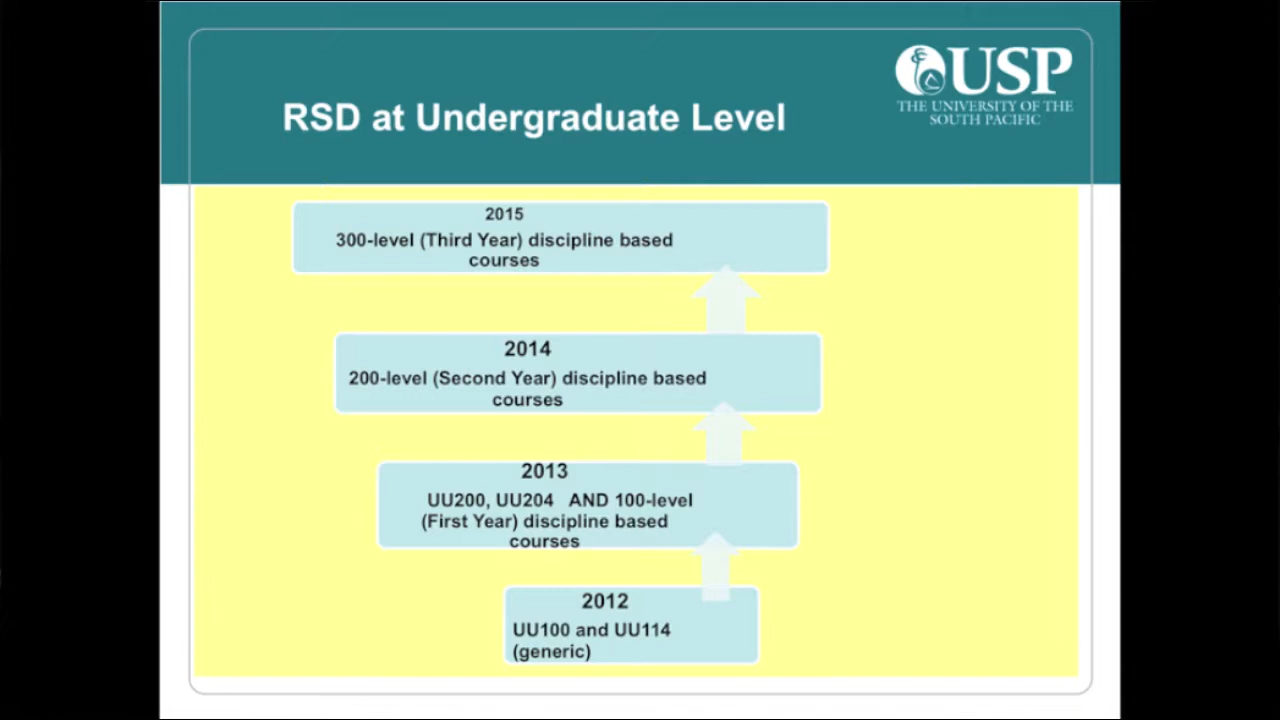 USP
THE UNIVERSITY OF THE
SOUTH PACIFIC
RSD at Undergraduate Level
2015
300-level (Third Year) discipline based
courses
2014
200-level (Second Year) discipline based
courses
2013
UU200, UU204 AND 100-level
(First Year) discipline based
courses
2012
UU100 and UU114
(generic)